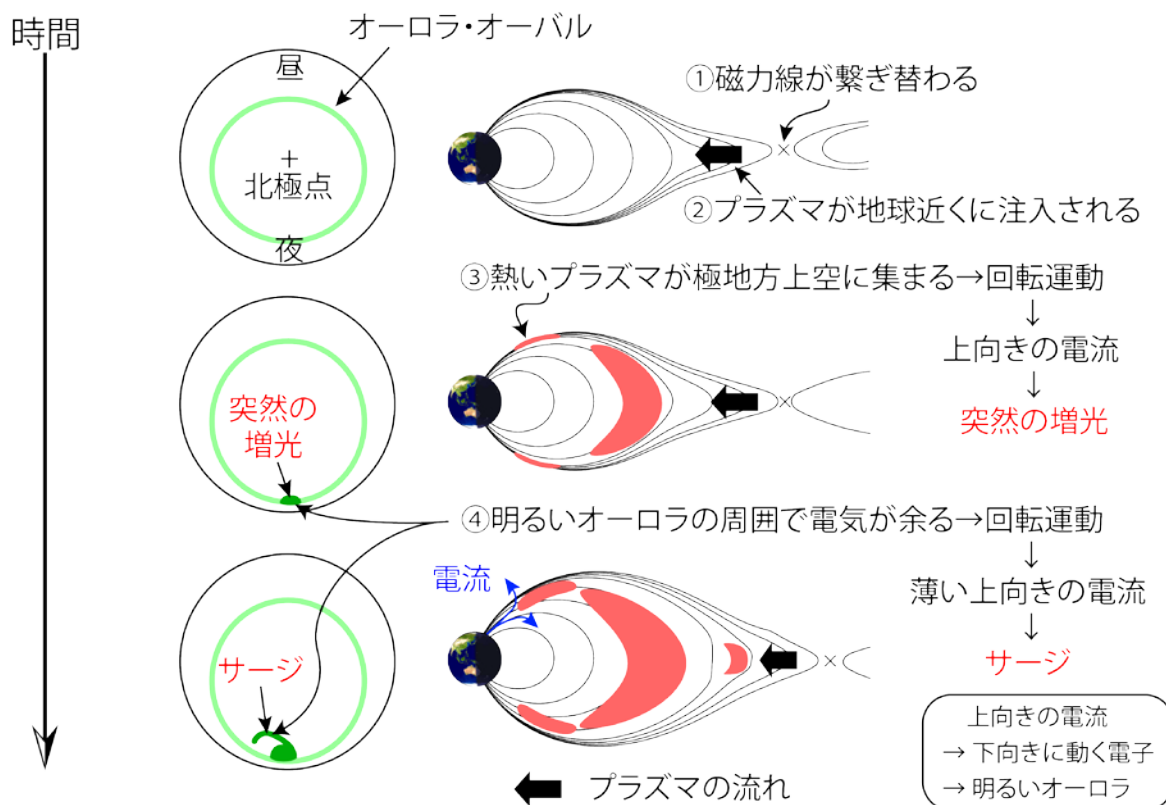 時間
オーロラ・オーバル
昼
+
北極点
夜
①磁力線が繋ぎ替わる
②プラズマが地球近くに注入される
③熱いプラズマが極地方上空に集まる→回転運動
↓
上向きの電流
↓
突然の増光
突然の
増光
④明るいオーロラの周囲で電気が余る→回転運動
↓
薄い上向きの電流
↓
サージ
電流
サージ
上向きの電流
→ 下向きに動く電子
→ 明るいオーロラ
プラズマの流れ